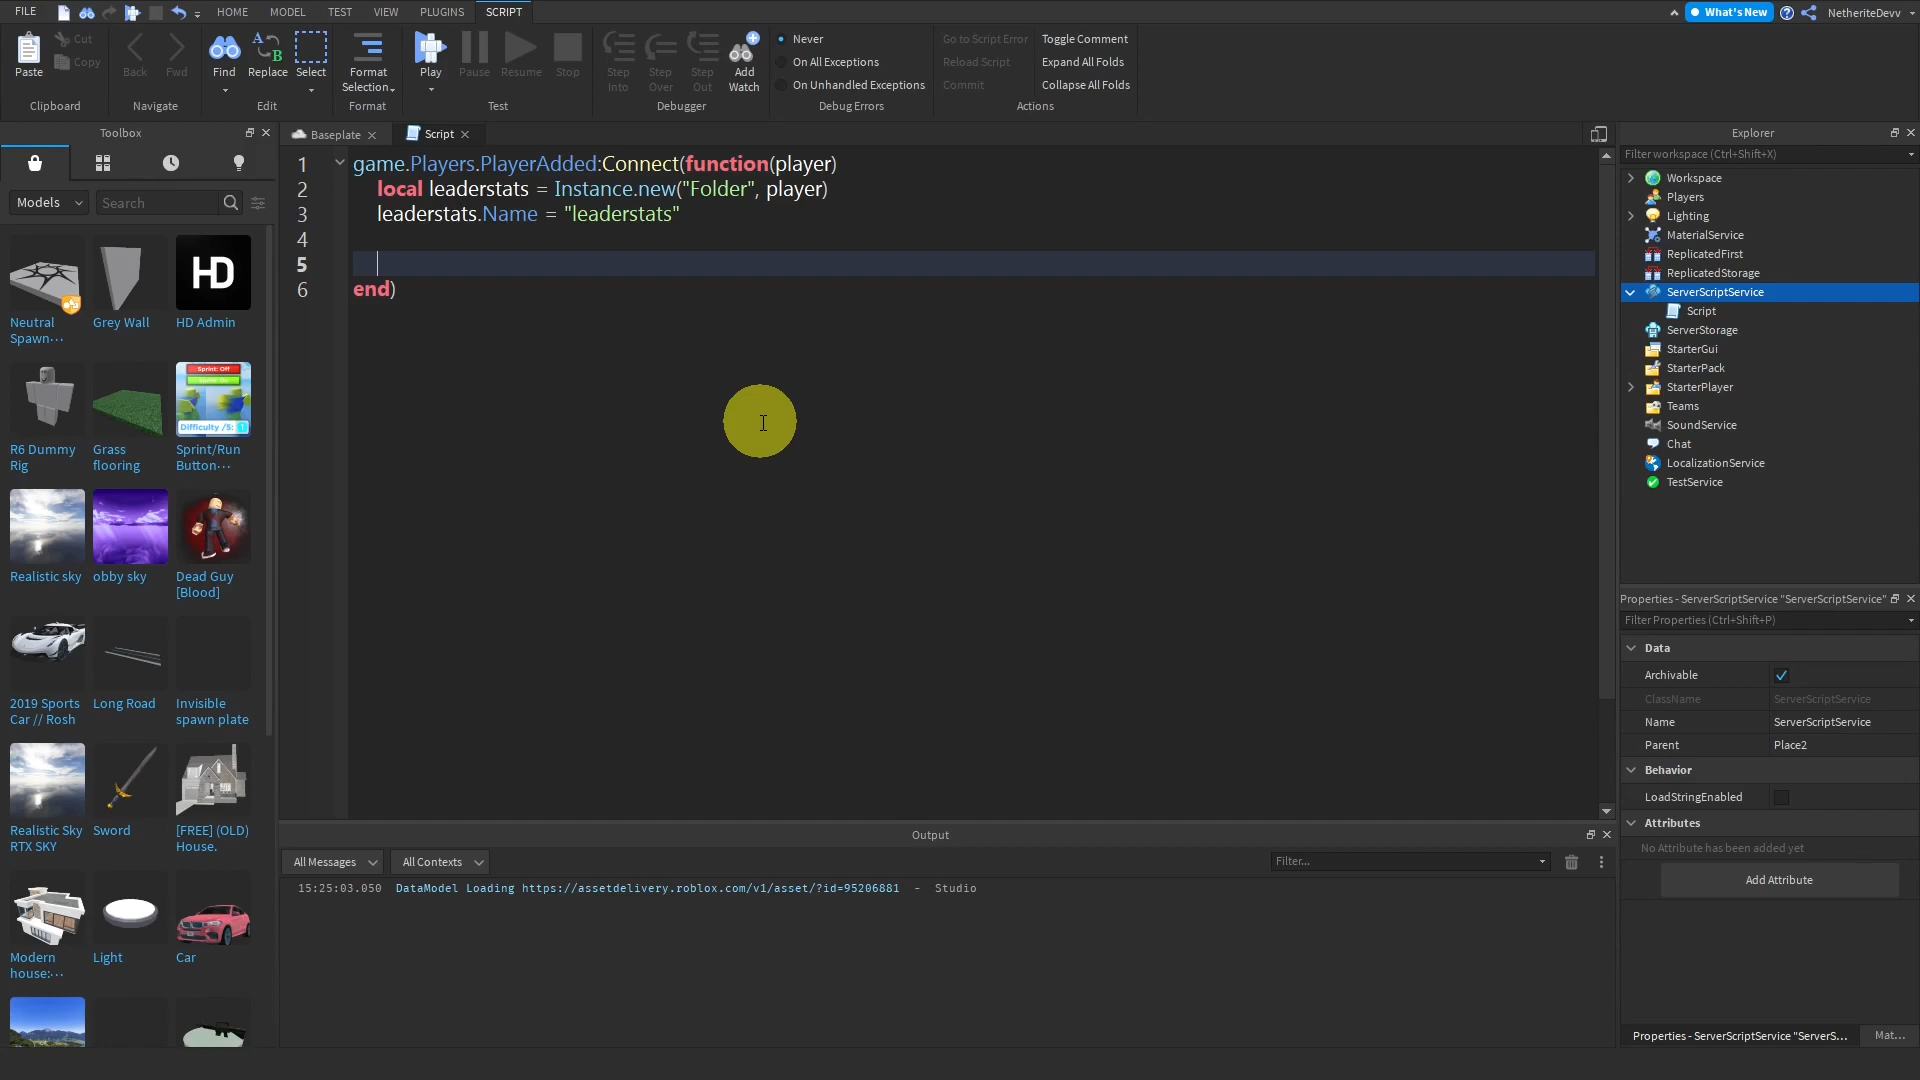 FILE HOME MODEL TEST VIEW PLUGINS SCRIPT What's New NetheriteDevv
Paste Cut Copy
Clipboard
Back Fwd
Navigate
Find Replace Select
Edit
Format Selection
Format
Play Pause Resume Stop
Test
Step Into Step Over Step Out Add Watch
Debugger
Never
On All Exceptions
On Unhandled Exceptions
Debug Errors
Go to Script Error
Reload Script
Commit
Toggle Comment
Expand All Folds
Collapse All Folds
Actions
Toolbox
Models Search
Neutral Spawn...
Grey Wall
HD
HD Admin
R6 Dummy Rig
Grass flooring
Sprint: Off
Difficulty /5: 1
Sprint/Run Button...
Realistic sky
obby sky
Dead Guy [Blood]
2019 Sports Car // Rosh
Long Road
Invisible spawn plate
Realistic Sky RTX SKY
Sword
[FREE] (OLD) House.
Modern house:...
Light
Car
Baseplate Script
1 game.Players.PlayerAdded:Connect(function(player)
2 local leaderstats = Instance.new("Folder", player)
3 leaderstats.Name = "leaderstats"
4
5
6 end)
Output
All Messages All Contexts Filter...
15:25:03.050 DataModel Loading https://assetdelivery.roblox.com/v1/asset/?id=95206881 - Studio
Explorer
Filter workspace (Ctrl+Shift+X)
Workspace
Players
Lighting
MaterialService
ReplicatedFirst
ReplicatedStorage
ServerScriptService
Script
ServerStorage
StarterGui
StarterPack
StarterPlayer
Teams
SoundService
Chat
LocalizationService
TestService
Properties - ServerScriptService "ServerScriptService"
Filter Properties (Ctrl+Shift+P)
Data
Archivable
ClassName ServerScriptService
Name ServerScriptService
Parent Place2
Behavior
LoadStringEnabled
Attributes
No Attribute has been added yet
Add Attribute
Properties - ServerScriptService "ServerS... Mat...